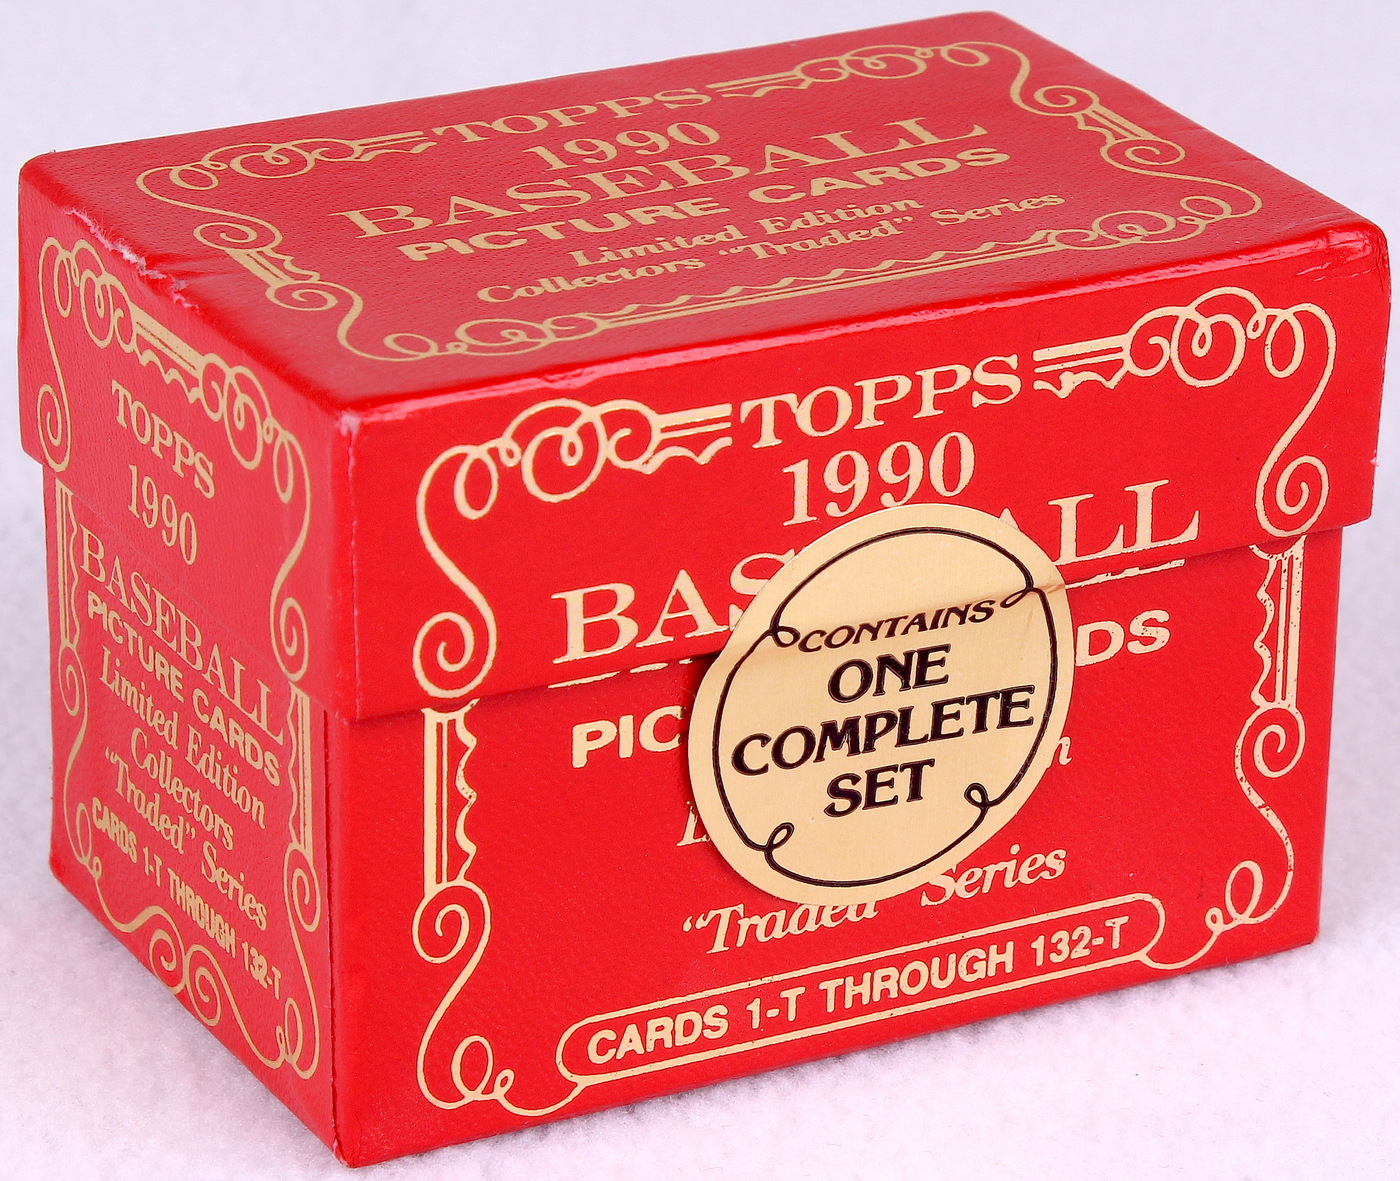 TOPPS
1990
BASEBALL
PICTURE CARDS
Limited Edition
Collectors "Traded" Series
TOPPS
1990
BASEBALL
PICTURE CARDS
Limited Edition
Collectors
"Traded" Series
CARDS 1-T THROUGH 132-T
TOPPS
1990
BAS ALL
PIC DS
"Traded" Series
CARDS 1-T THROUGH 132-T
CONTAINS
ONE
COMPLETE
SET